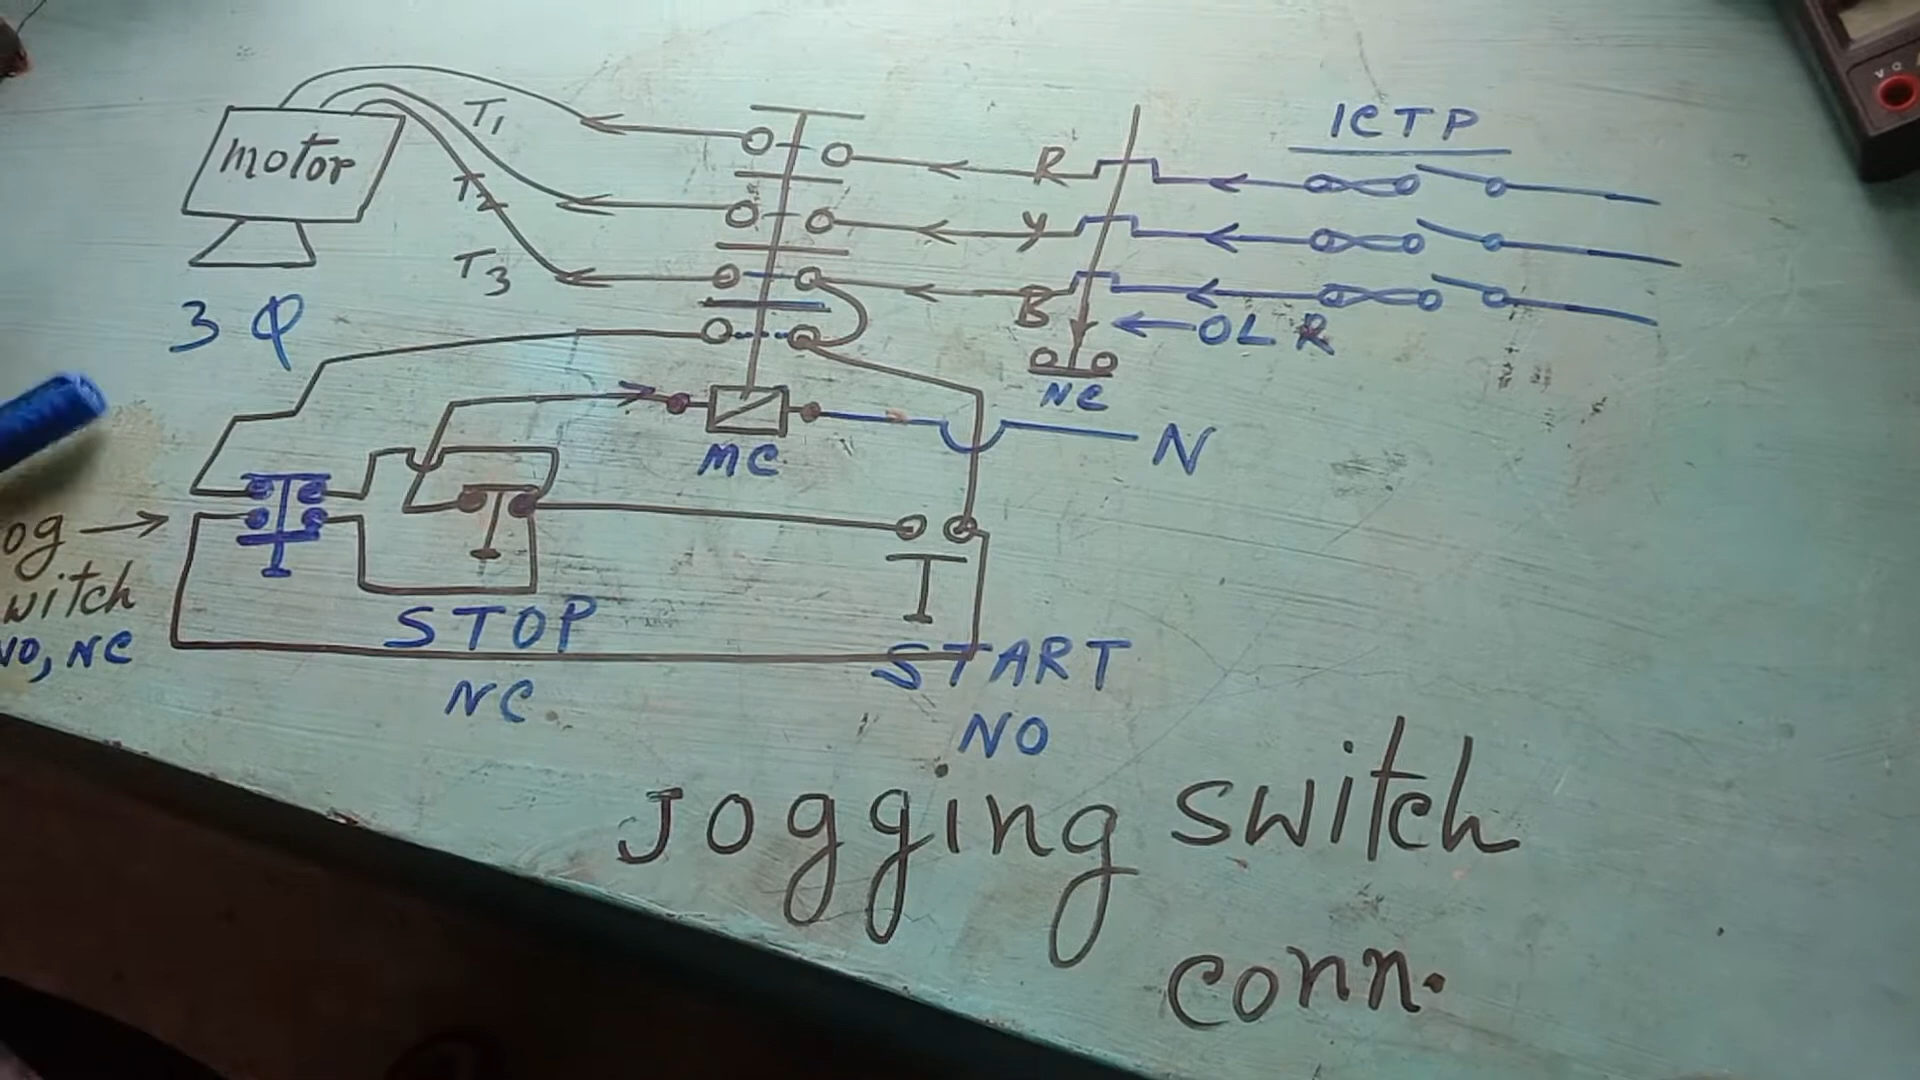 ICTP
T1
motor
R
T2
Y
T3
B
OLR
3 φ
NC
MC
N
og
witch
NO, NC
STOP
NC
START
NO
Jogging switch
conn.